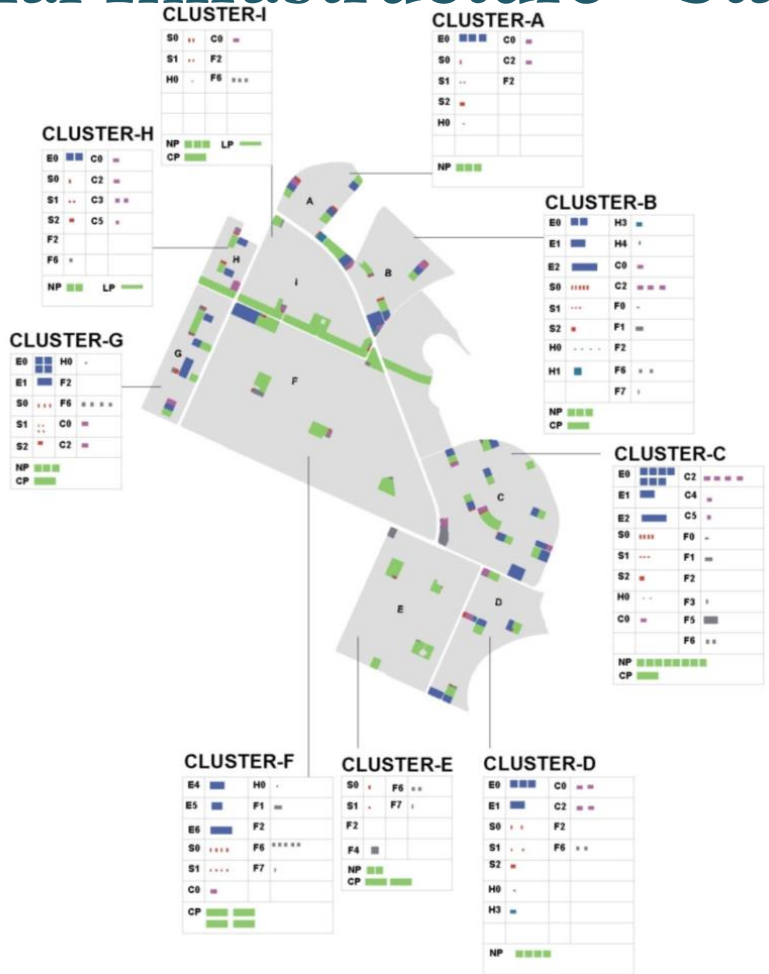 CLUSTER-I
S0 C0
S1 F2
H0 F6
NP LP
CP
CLUSTER-A
E0 C0
S0 C2
S1 F2
S2
H0
NP
CLUSTER-H
E0 C0
S0 C2
S1 C3
S2 C5
F2
F6
NP LP
CLUSTER-B
E0 H3
E1 H4
E2 C0
S0 C2
S1 F0
S2 F1
H0 F2
H1 F6
F7
NP
CP
A
B
H
I
G
F
C
E
D
CLUSTER-G
E0 H0
E1 F2
S0 F6
S1 C0
S2 C2
NP
CP
CLUSTER-C
E0 C2
E1 C4
E2 C5
S0 F0
S1 F1
S2 F2
H0 F3
C0 F5
F6
NP
CP
CLUSTER-F
E4 H0
E5 F1
E6 F2
S0 F6
S1 F7
C0
CP
CLUSTER-E
S0 F6
S1 F7
F2
F4
NP
CP
CLUSTER-D
E0 C0
E1 C2
S0 F2
S1 F6
S2
H0
H3
NP